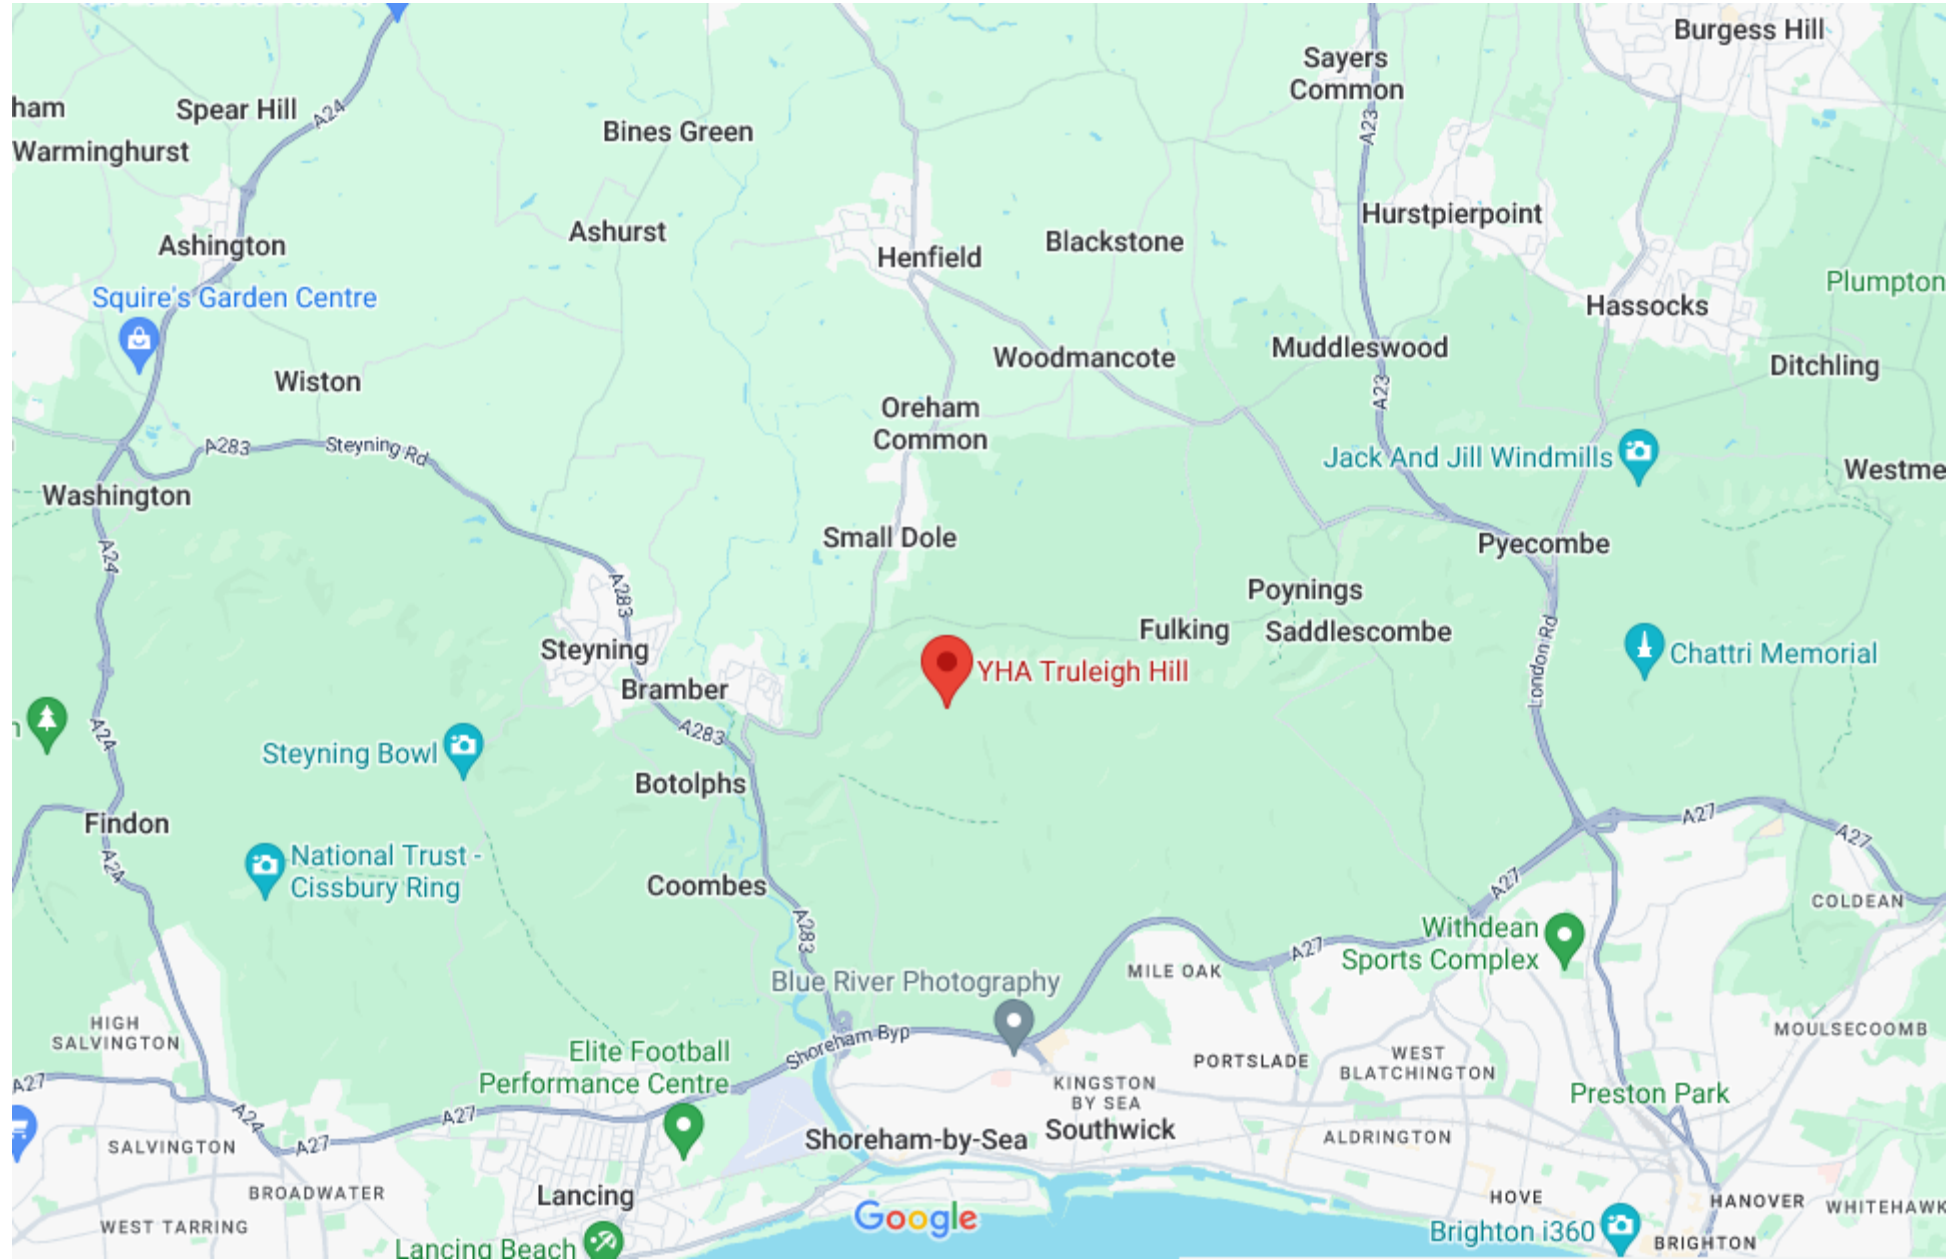 Burgess Hill
Sayers
Common
ham
Spear Hill
A24
Warminghurst
Bines Green
A23
Ashurst
Hurstpierpoint
Ashington
Henfield
Blackstone
Squire's Garden Centre
Plumpton
Hassocks
Wiston
Woodmancote
Muddleswood
Ditchling
A23
Oreham
Common
A283
Steyning Rd
Jack And Jill Windmills
Westme
Washington
Small Dole
Pyecombe
A24
A283
Poynings
Fulking
Saddlescombe
Steyning
London Rd
Chattri Memorial
YHA Truleigh Hill
Bramber
n
A24
A283
Steyning Bowl
Botolphs
Findon
A27
A27
A24
National Trust -
Cissbury Ring
Coombes
A27
COLDEAN
A283
Withdean
Sports Complex
A27
MILE OAK
Blue River Photography
HIGH
SALVINGTON
Shoreham Byp
MOULSECOOMB
Elite Football
Performance Centre
PORTSLADE
WEST
BLATCHINGTON
A27
KINGSTON
BY SEA
Preston Park
A24
A27
Southwick
SALVINGTON
A27
Shoreham-by-Sea
ALDRINGTON
BROADWATER
Lancing
HOVE
HANOVER
WHITEHAWK
WEST TARRING
Google
Brighton i360
BRIGHTON
Lancing Beach